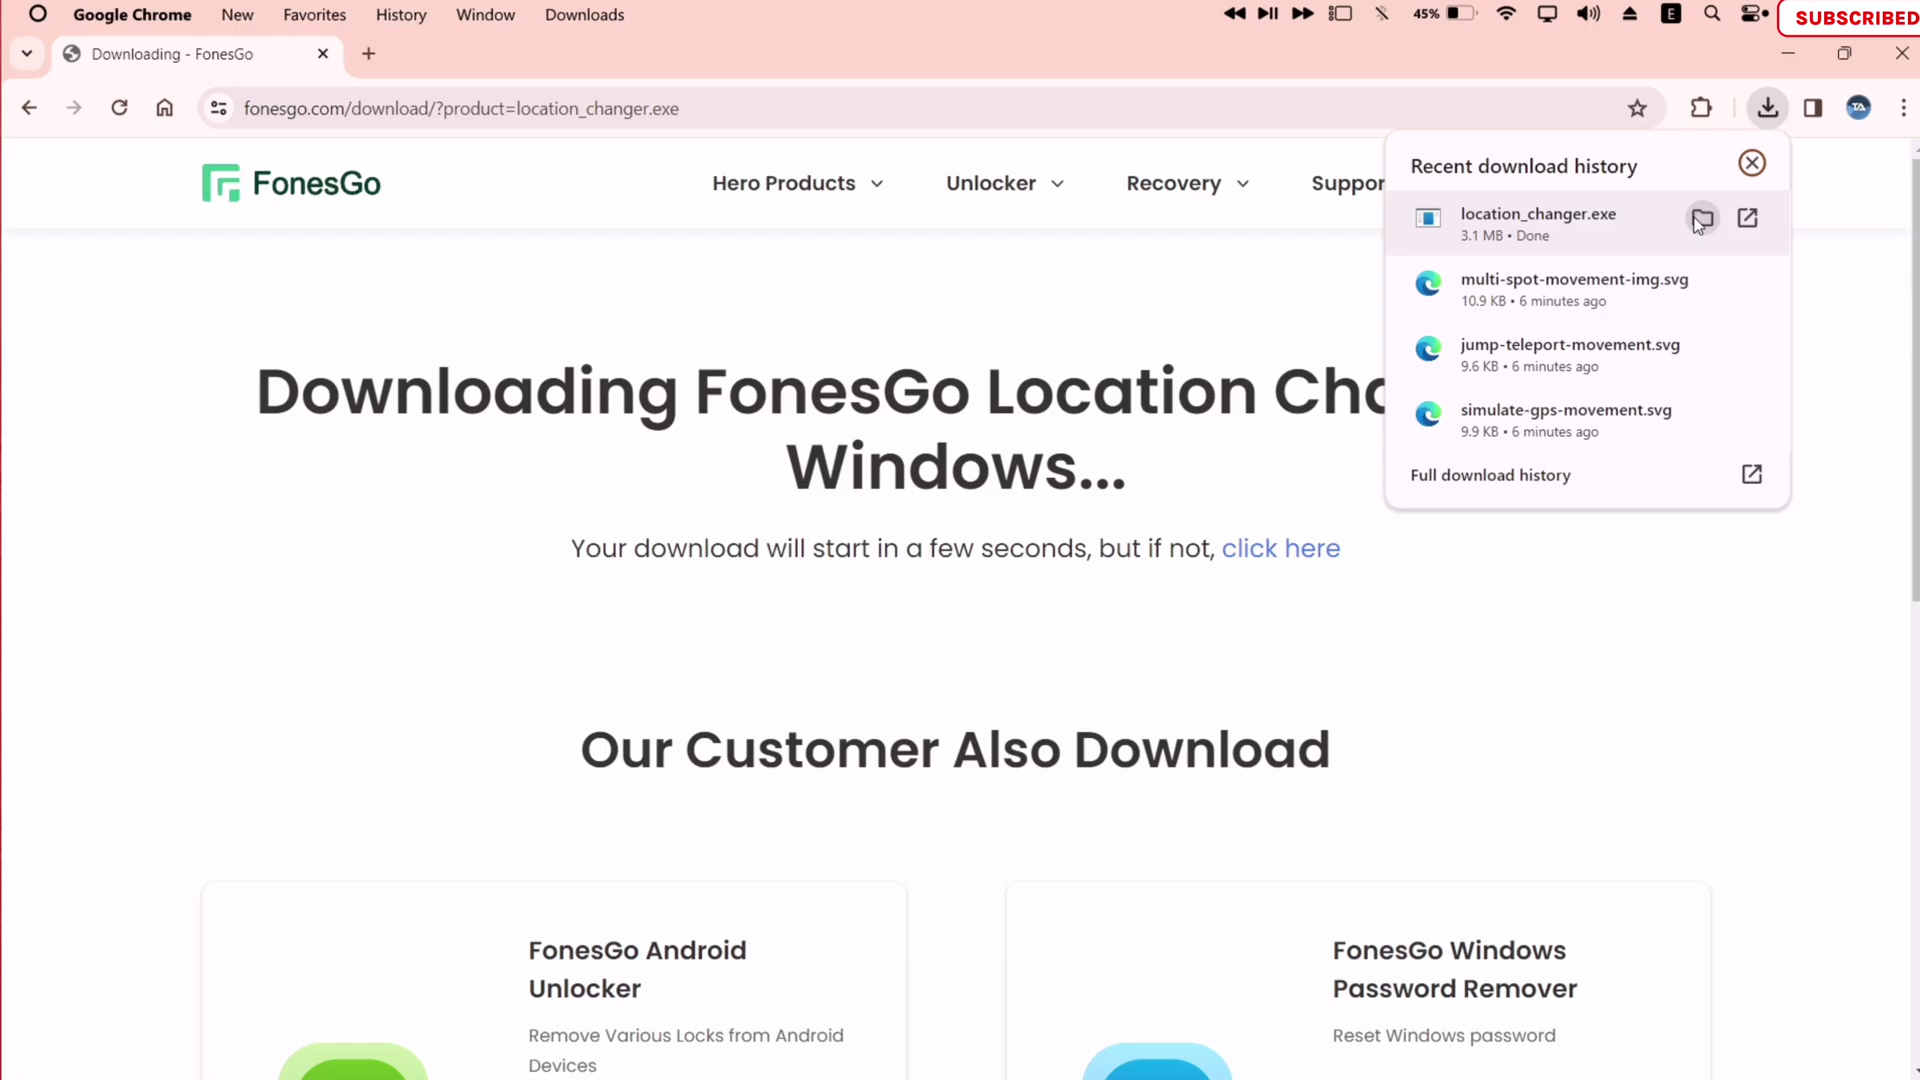 Google Chrome New Favorites History Window Downloads
45%
E
SUBSCRIBED
Downloading - FonesGo
fonesgo.com/download/?product=location_changer.exe
TA
FonesGo
Hero Products
Unlocker
Recovery
Suppor
Recent download history
location_changer.exe
3.1 MB • Done
multi-spot-movement-img.svg
10.9 KB • 6 minutes ago
jump-teleport-movement.svg
9.6 KB • 6 minutes ago
simulate-gps-movement.svg
9.9 KB • 6 minutes ago
Full download history
Downloading FonesGo Location Cha
Windows...
Your download will start in a few seconds, but if not, click here
Our Customer Also Download
FonesGo Android
Unlocker
Remove Various Locks from Android
Devices
FonesGo Windows
Password Remover
Reset Windows password